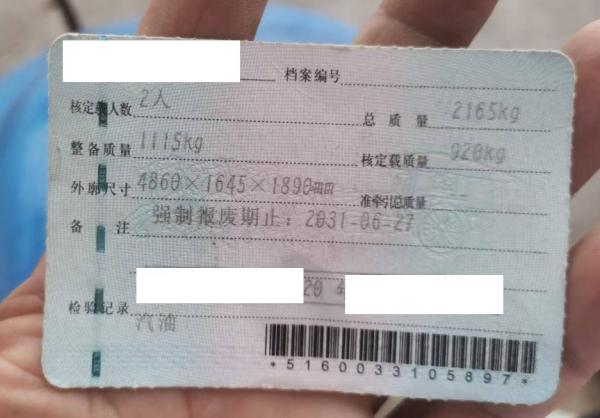 档案编号
核定载人数 2人 总质量 2165kg
整备质量 1115kg 核定载质量 920kg
外廓尺寸 4860×1645×1890mm 准牵引总质量 --
备注 强制报废期止：2031-06-27
20
检验记录
汽油
*5160033105897*